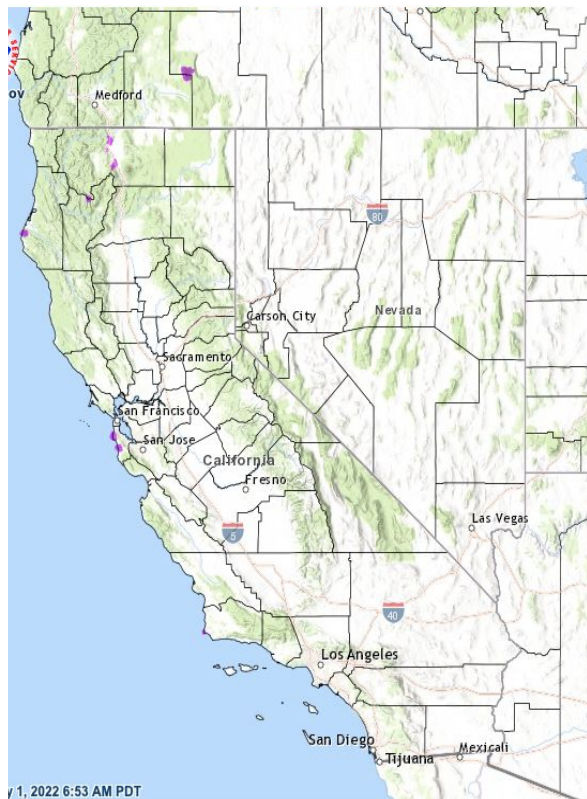 ov
Medford
80
Carson City
Nevada
Sacramento
San Francisco
San Jose
California
Fresno
Las Vegas
5
40
Los Angeles
San Diego
Tijuana
Mexicali
y 1, 2022 6:53 AM PDT